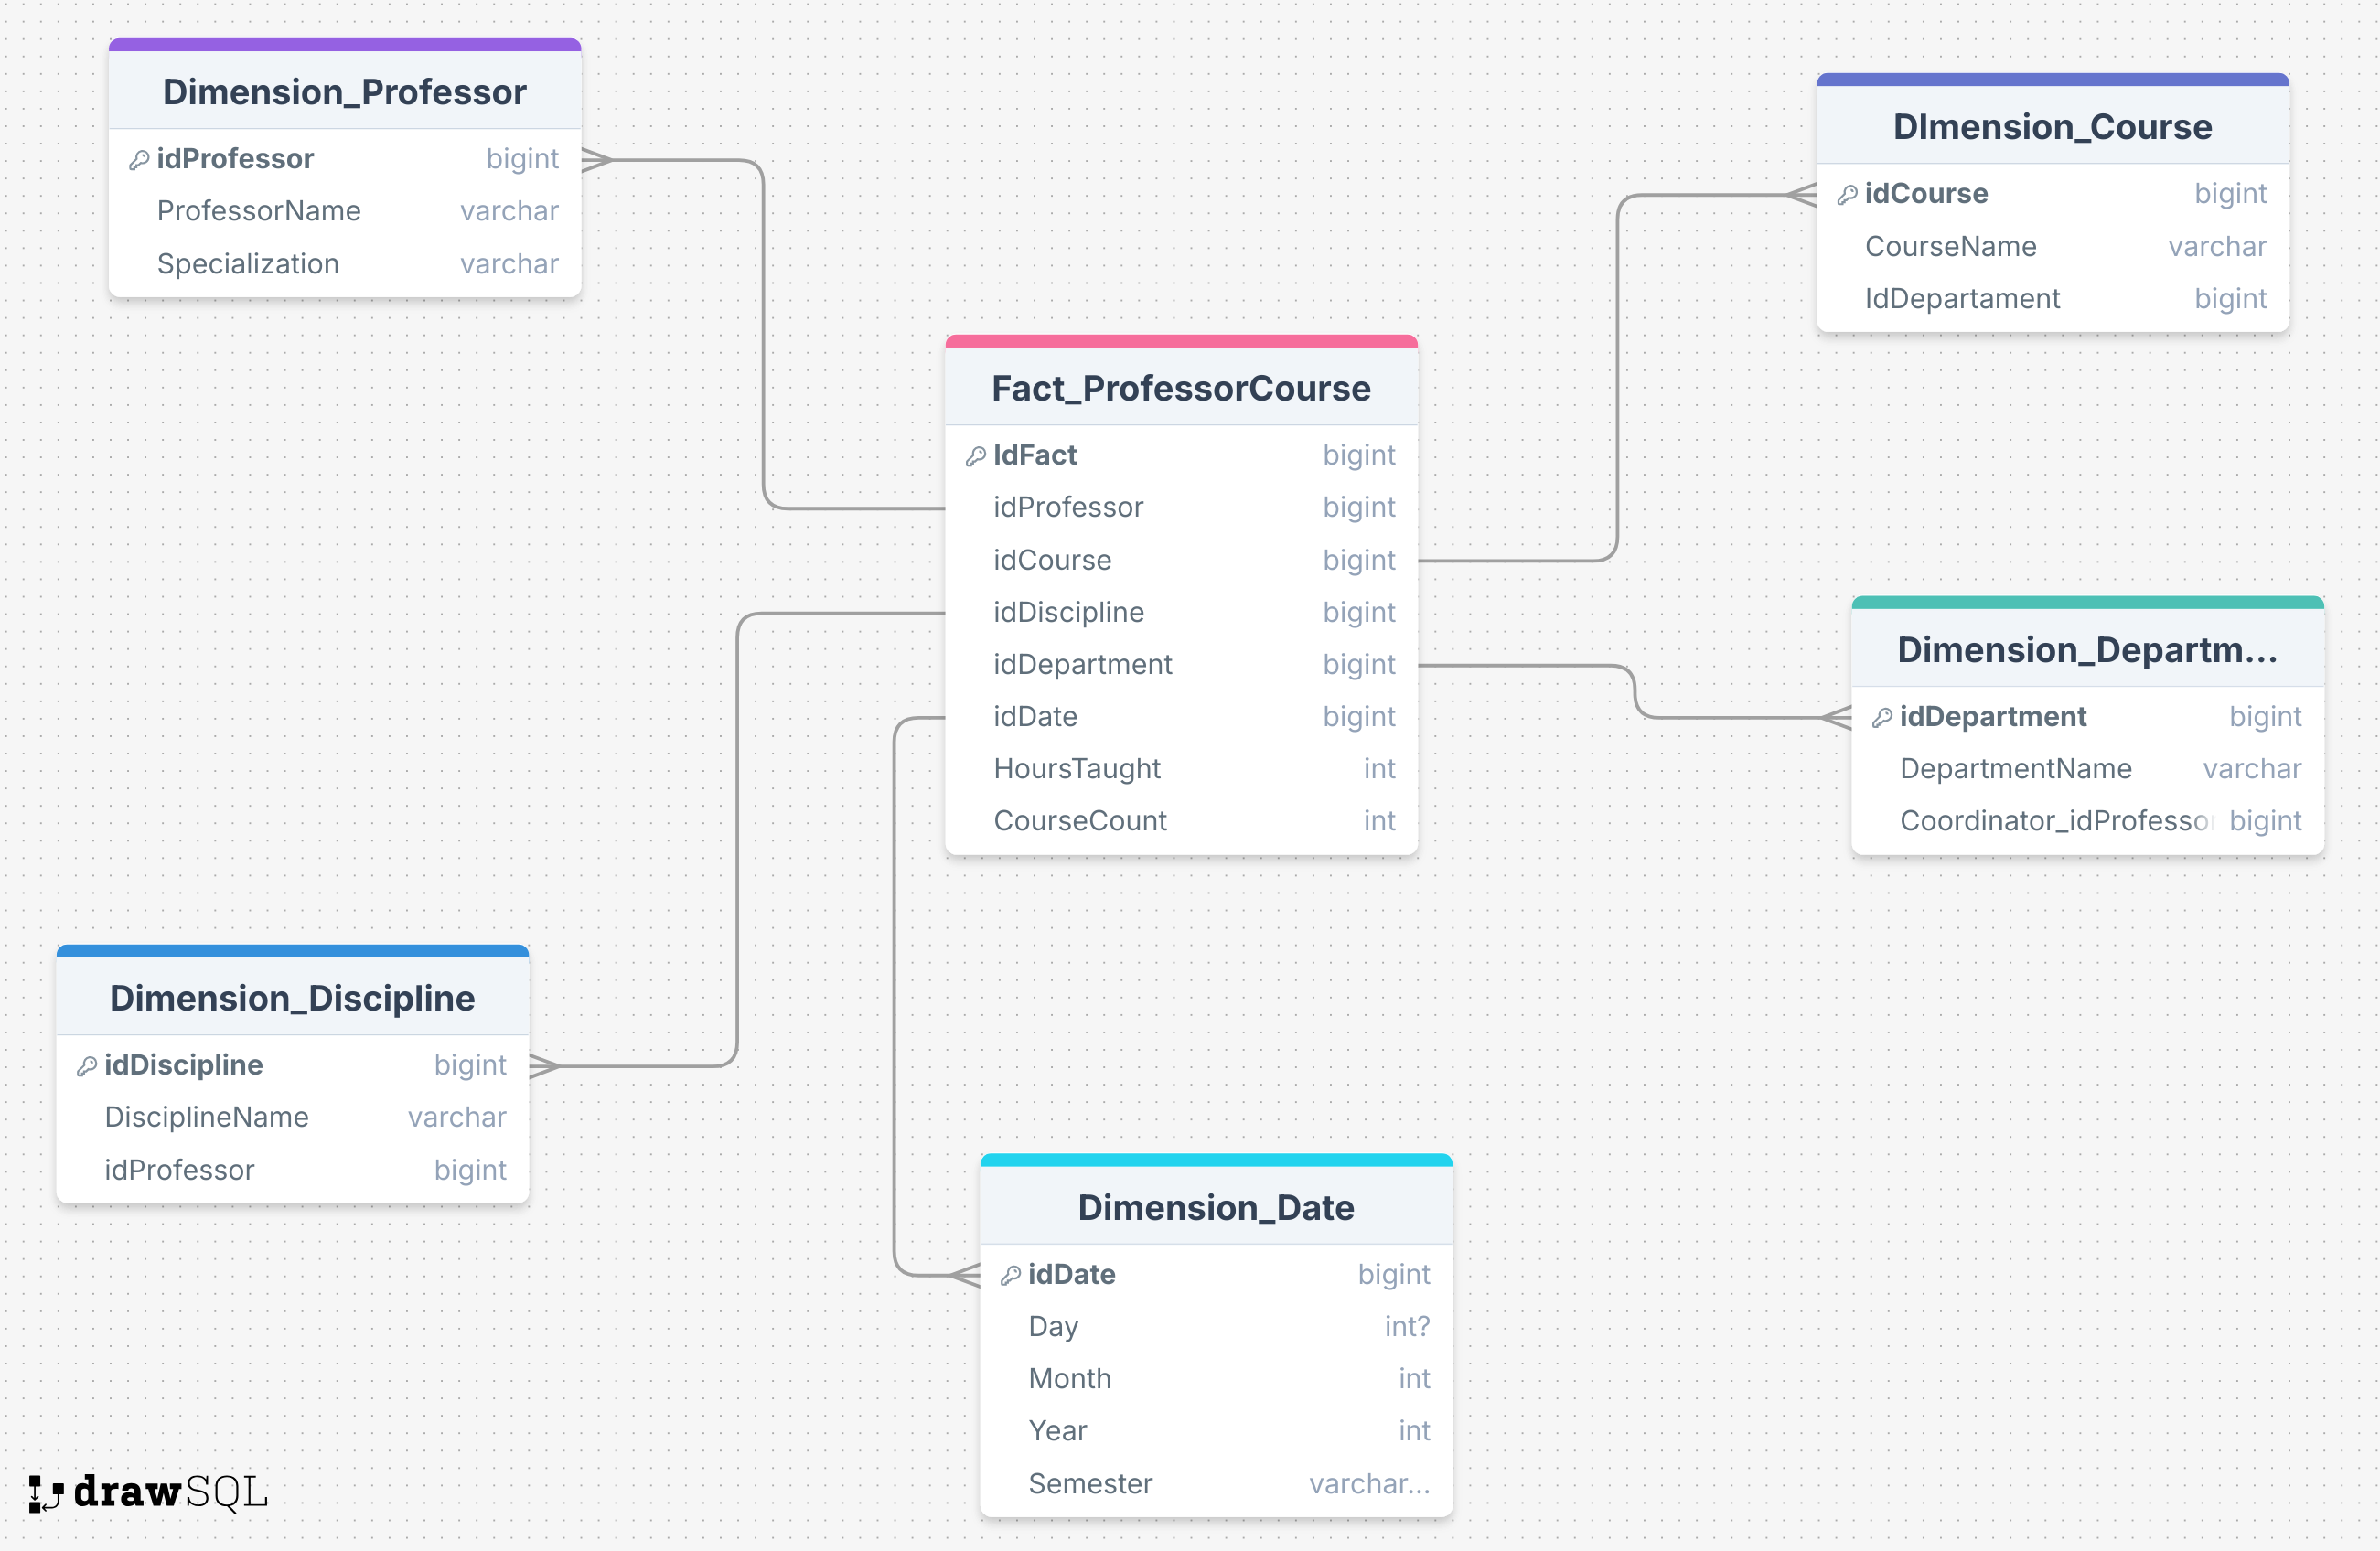 Dimension_Professor
idProfessor bigint
ProfessorName varchar
Specialization varchar
DImension_Course
idCourse bigint
CourseName varchar
IdDepartament bigint
Fact_ProfessorCourse
IdFact bigint
idProfessor bigint
idCourse bigint
idDiscipline bigint
idDepartment bigint
idDate bigint
HoursTaught int
CourseCount int
Dimension_Departm...
idDepartment bigint
DepartmentName varchar
Coordinator_idProfessor bigint
Dimension_Discipline
idDiscipline bigint
DisciplineName varchar
idProfessor bigint
Dimension_Date
idDate bigint
Day int?
Month int
Year int
Semester varchar...
drawSQL